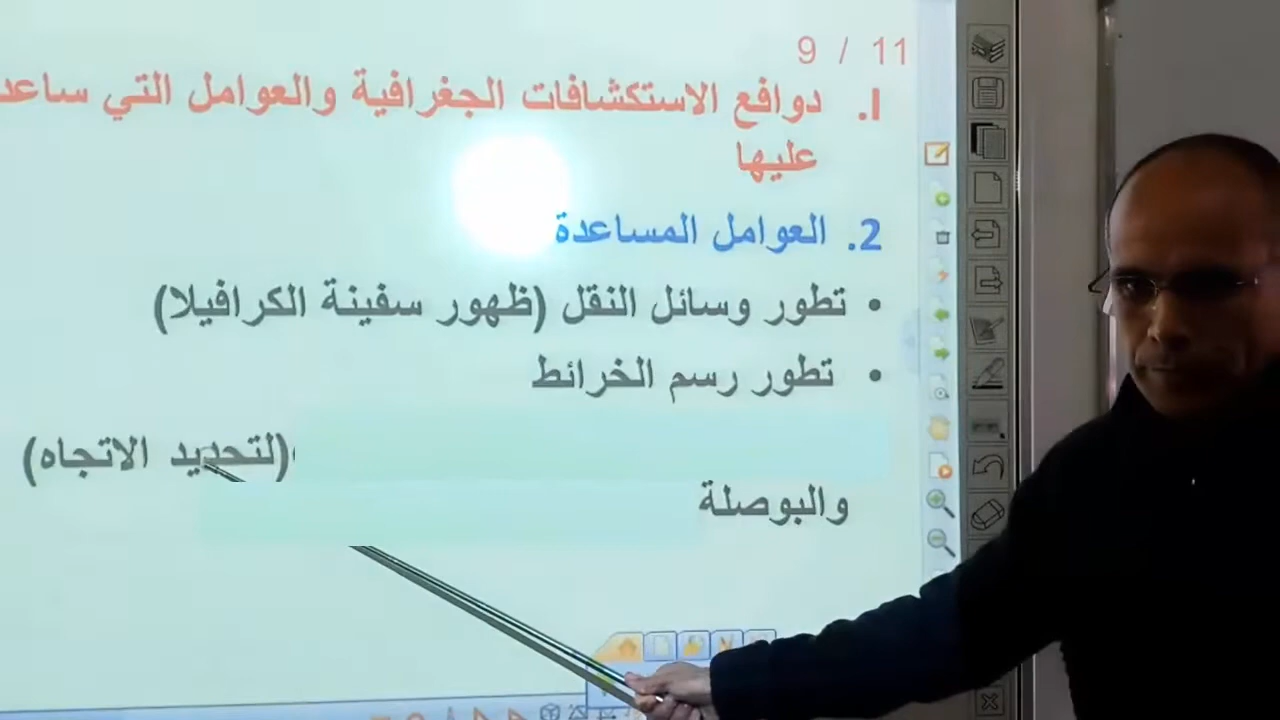 9 / 11
I. دوافع الاستكشافات الجغرافية والعوامل التي ساعد
عليها
2. العوامل المساعدة
• تطور وسائل النقل (ظهور سفينة الكرافيلا)
• تطور رسم الخرائط
(لتحديد الاتجاه)
والبوصلة